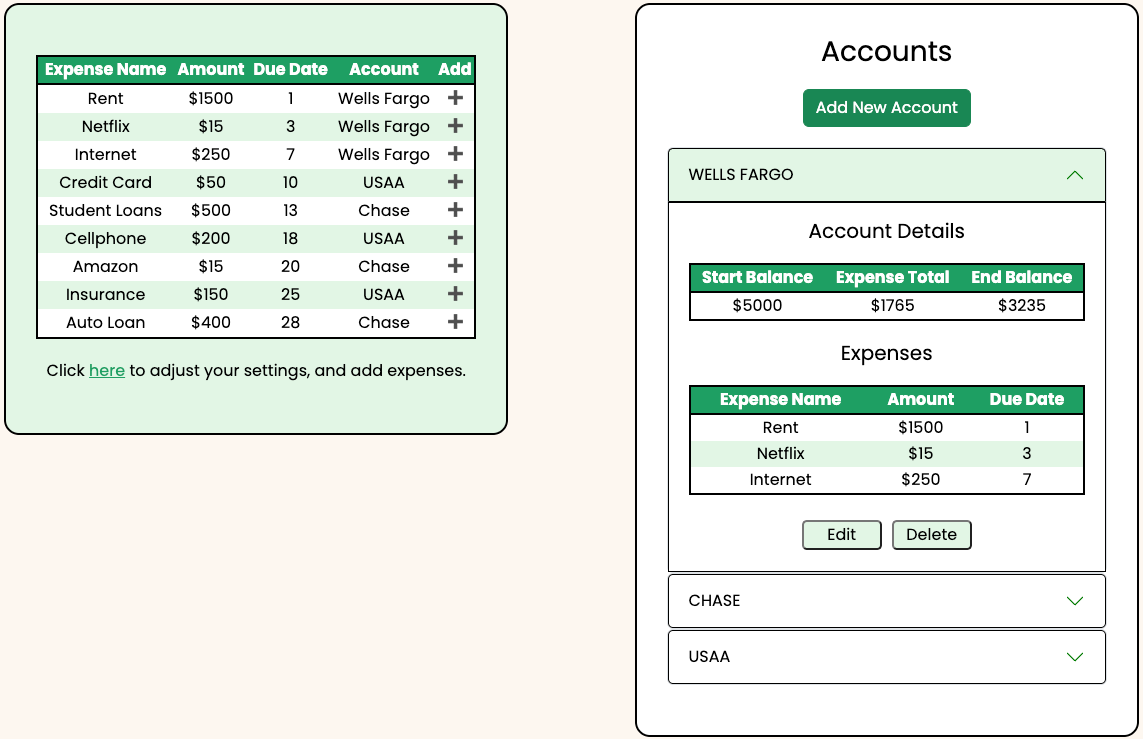 Expense Name Amount Due Date Account Add
Rent $1500 1 Wells Fargo
Netflix $15 3 Wells Fargo
Internet $250 7 Wells Fargo
Credit Card $50 10 USAA
Student Loans $500 13 Chase
Cellphone $200 18 USAA
Amazon $15 20 Chase
Insurance $150 25 USAA
Auto Loan $400 28 Chase
Click here to adjust your settings, and add expenses.
Accounts
Add New Account
WELLS FARGO
Account Details
Start Balance Expense Total End Balance
$5000 $1765 $3235
Expenses
Expense Name Amount Due Date
Rent $1500 1
Netflix $15 3
Internet $250 7
Edit Delete
CHASE
USAA